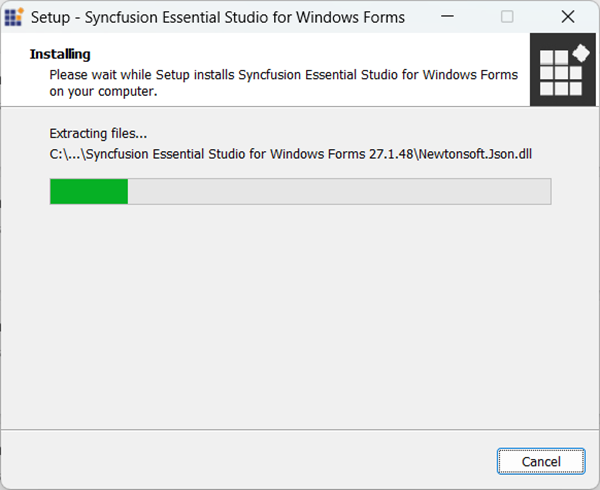 Setup - Syncfusion Essential Studio for Windows Forms
Installing
Please wait while Setup installs Syncfusion Essential Studio for Windows Forms
on your computer.
Extracting files...
C:\...\Syncfusion Essential Studio for Windows Forms 27.1.48\Newtonsoft.Json.dll
Cancel